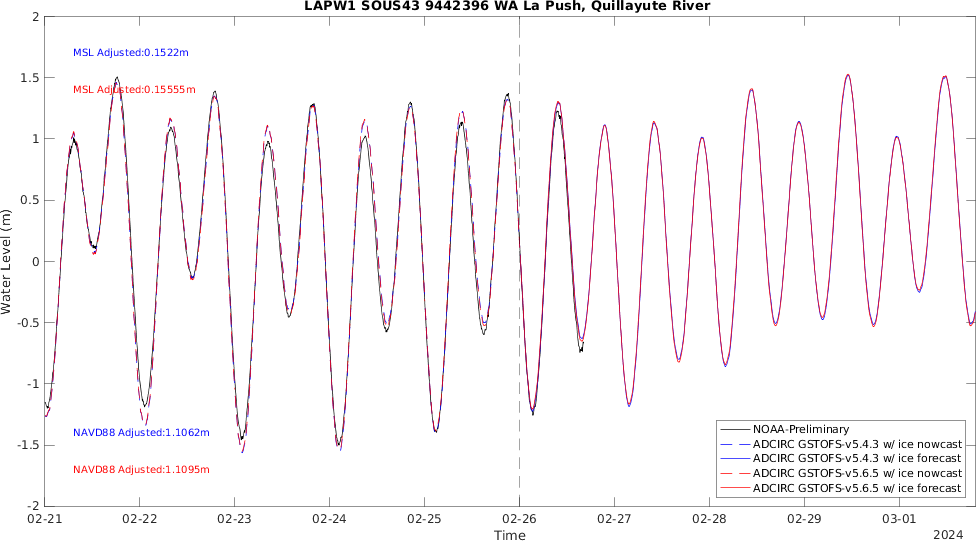 LAPW1 SOUS43 9442396 WA La Push, Quillayute River
2
1.5
1
0.5
0
-0.5
-1
-1.5
-2
Water Level (m)
MSL Adjusted:0.1522m
MSL Adjusted:0.15555m
NAVD88 Adjusted:1.1062m
NAVD88 Adjusted:1.1095m
NOAA-Preliminary
ADCIRC GSTOFS-v5.4.3 w/ ice nowcast
ADCIRC GSTOFS-v5.4.3 w/ ice forecast
ADCIRC GSTOFS-v5.6.5 w/ ice nowcast
ADCIRC GSTOFS-v5.6.5 w/ ice forecast
02-21 02-22 02-23 02-24 02-25 02-26 02-27 02-28 02-29 03-01
Time
2024